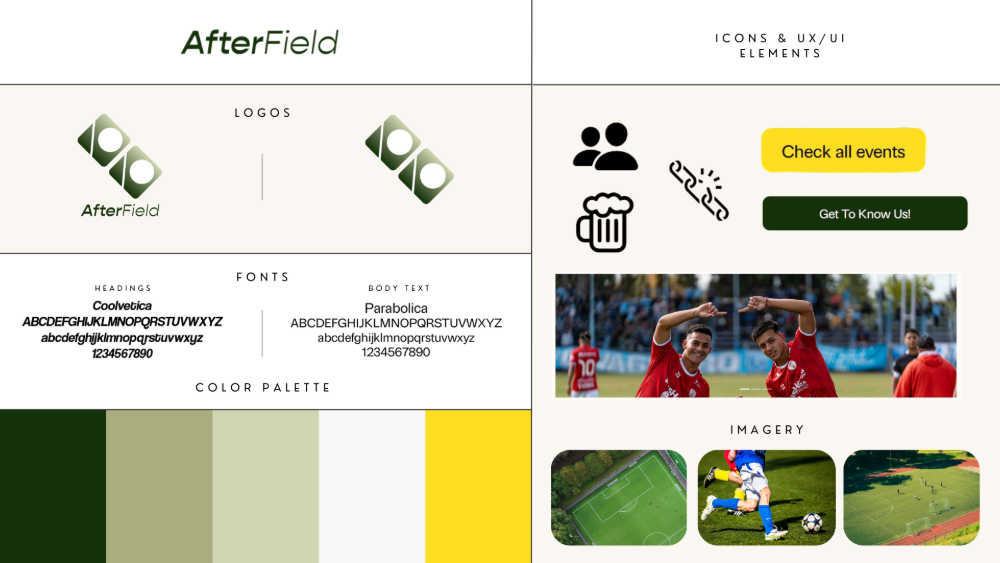 AfterField
LOGOS
AfterField
FONTS
HEADINGS
Coolvetica
ABCDEFGHIJKLMNOPQRSTUVWXYZ
abcdefghijklmnopqrstuvwxyz
1234567890
BODY TEXT
Parabolica
ABCDEFGHIJKLMNOPQRSTUVWXYZ
abcdefghijklmnopqrstuvwxyz
1234567890
COLOR PALETTE
ICONS & UX/UI
ELEMENTS
Check all events
Get To Know Us!
10
IMAGERY